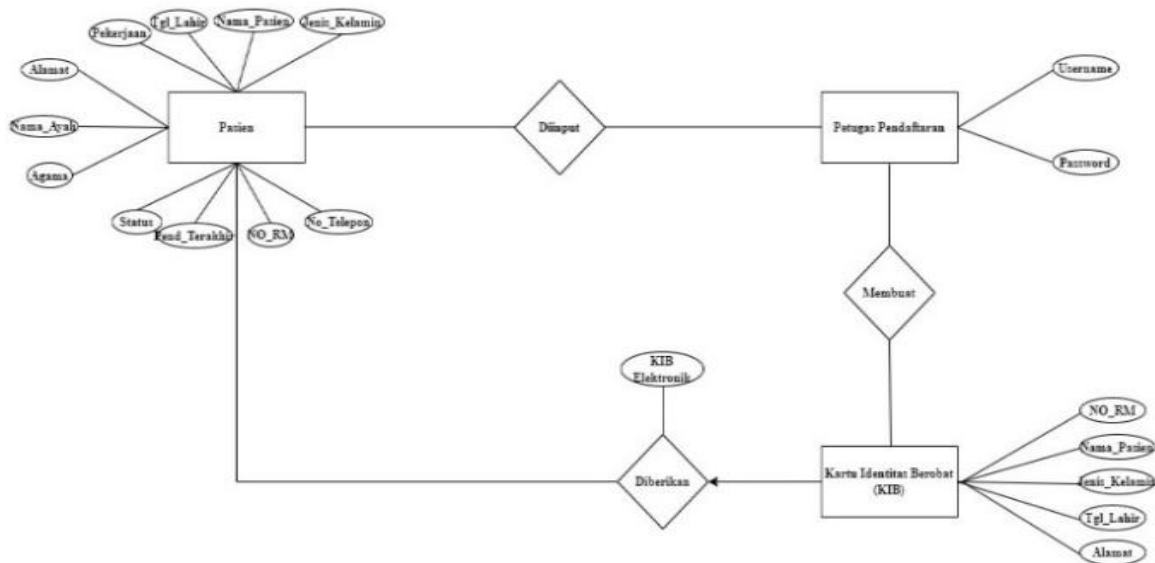 Pekerjaan
Tgl_Lahir
Nama_Pasien
Jenis_Kelamin
Alamat
Nama_Ayah
Agama
Pasien
Diinput
Petugas Pendaftaran
Username
Password
Status
Pend_Terakhir
NO_RM
No_Telepon
Membuat
KIB
Elektronik
Diberikan
Kartu Identitas Berobat
(KIB)
NO_RM
Nama_Pasien
Jenis_Kelamin
Tgl_Lahir
Alamat